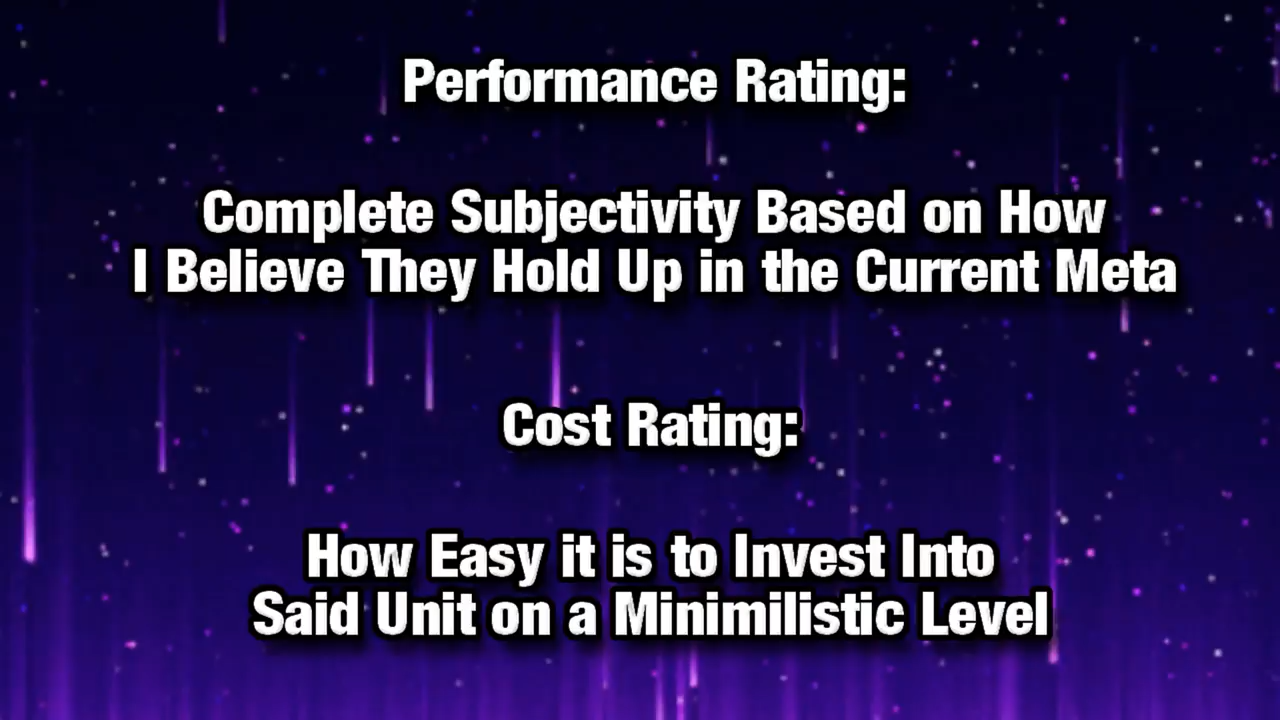 Performance Rating:
Complete Subjectivity Based on How
I Believe They Hold Up in the Current Meta
Cost Rating:
How Easy it is to Invest Into
Said Unit on a Minimilistic Level